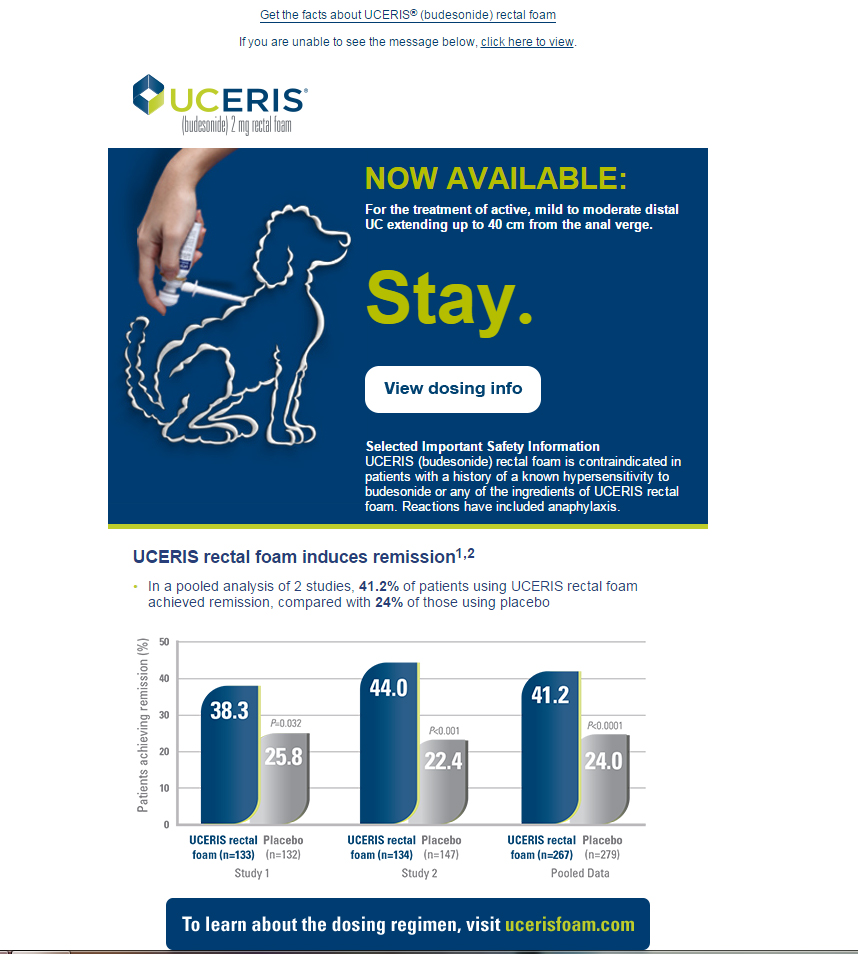 Get the facts about UCERIS® (budesonide) rectal foam
If you are unable to see the message below, click here to view.
UCERIS®
(budesonide) 2 mg rectal foam
NOW AVAILABLE:
For the treatment of active, mild to moderate distal
UC extending up to 40 cm from the anal verge.
Stay.
View dosing info
Selected Important Safety Information
UCERIS (budesonide) rectal foam is contraindicated in
patients with a history of a known hypersensitivity to
budesonide or any of the ingredients of UCERIS rectal
foam. Reactions have included anaphylaxis.
UCERIS rectal foam induces remission1,2
• In a pooled analysis of 2 studies, 41.2% of patients using UCERIS rectal foam
achieved remission, compared with 24% of those using placebo
Patients achieving remission (%)
50
40
30
20
10
0
38.3
P=0.032
25.8
44.0
P<0.001
22.4
41.2
P<0.0001
24.0
UCERIS rectal Placebo
foam (n=133) (n=132)
Study 1
UCERIS rectal Placebo
foam (n=134) (n=147)
Study 2
UCERIS rectal Placebo
foam (n=267) (n=279)
Pooled Data
To learn about the dosing regimen, visit ucerisfoam.com